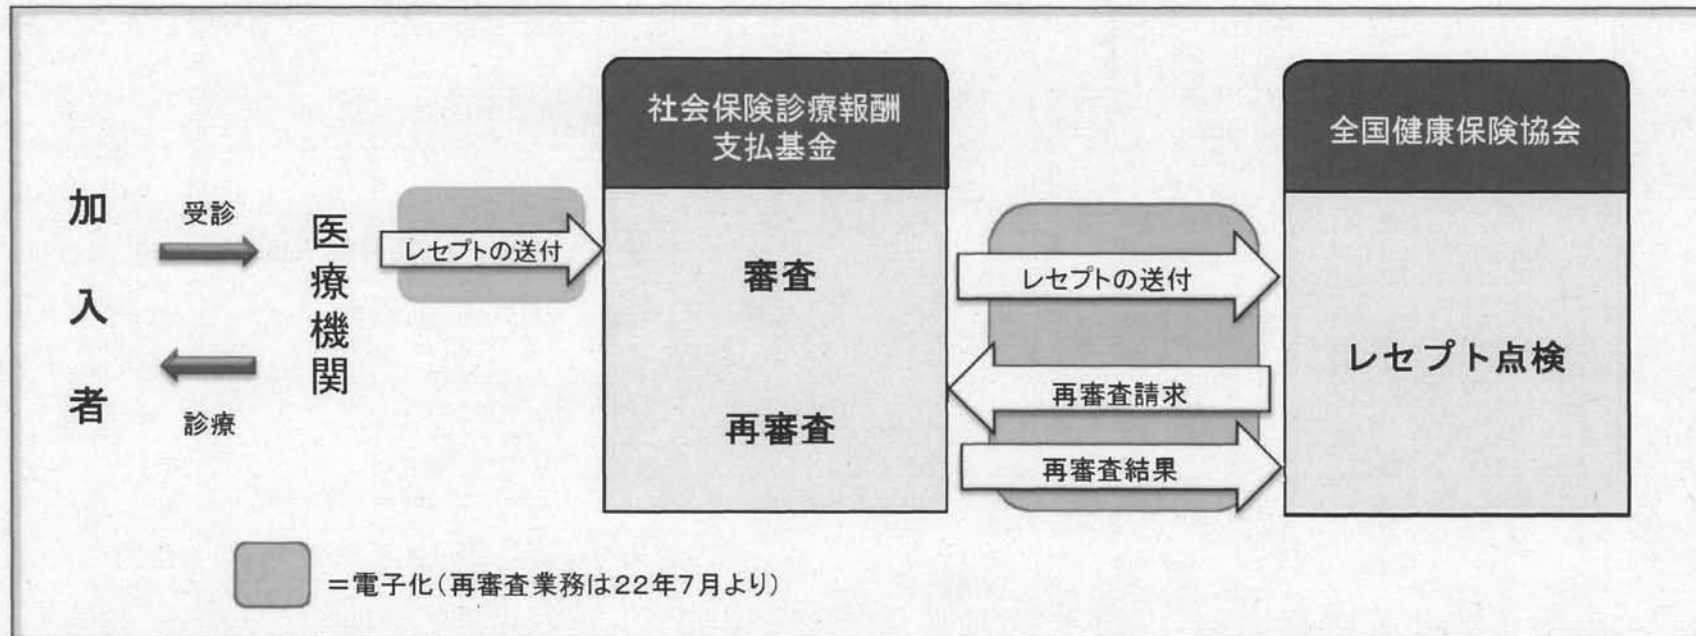 社会保険診療報酬
支払基金
全国健康保険協会
加入者
受診
診療
医療機関
レセプトの送付
審査
再審査
レセプトの送付
再審査請求
再審査結果
レセプト点検
=電子化(再審査業務は22年7月より)